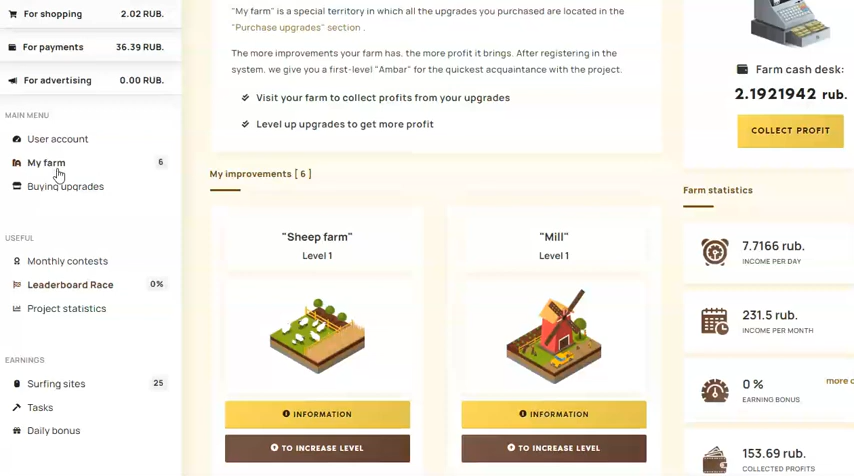 For shopping 2.02 RUB.
For payments 36.39 RUB.
For advertising 0.00 RUB.
MAIN MENU
User account
My farm 6
Buying upgrades
USEFUL
Monthly contests
Leaderboard Race 0%
Project statistics
EARNINGS
Surfing sites 25
Tasks
Daily bonus
"My farm" is a special territory in which all the upgrades you purchased are located in the
"Purchase upgrades" section .
The more improvements your farm has, the more profit it brings. After registering in the
system, we give you a first-level "Ambar" for the quickest acquaintance with the project.
Visit your farm to collect profits from your upgrades
Level up upgrades to get more profit
My improvements [ 6 ]
"Sheep farm"
Level 1
INFORMATION
TO INCREASE LEVEL
"Mill"
Level 1
INFORMATION
TO INCREASE LEVEL
Farm cash desk:
2.1921942 rub.
COLLECT PROFIT
Farm statistics
7.7166 rub.
INCOME PER DAY
231.5 rub.
INCOME PER MONTH
0 % more
EARNING BONUS
153.69 rub.
COLLECTED PROFITS